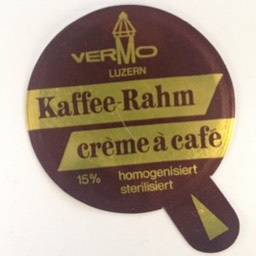 VERMO
LUZERN
Kaffee-Rahm
crème à café
15% homogenisiert
sterilisiert